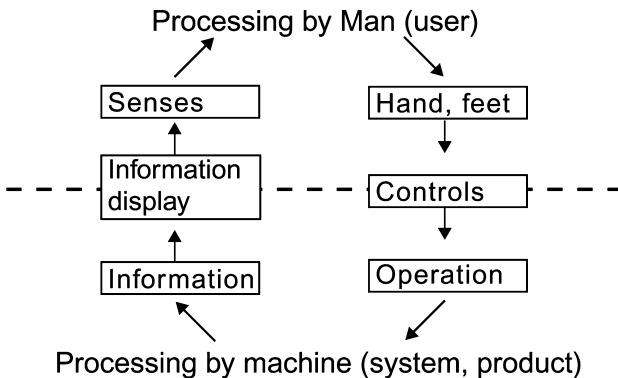 Processing by Man (user)
Senses
Hand, feet
Information
display
Controls
Information
Operation
Processing by machine (system, product)